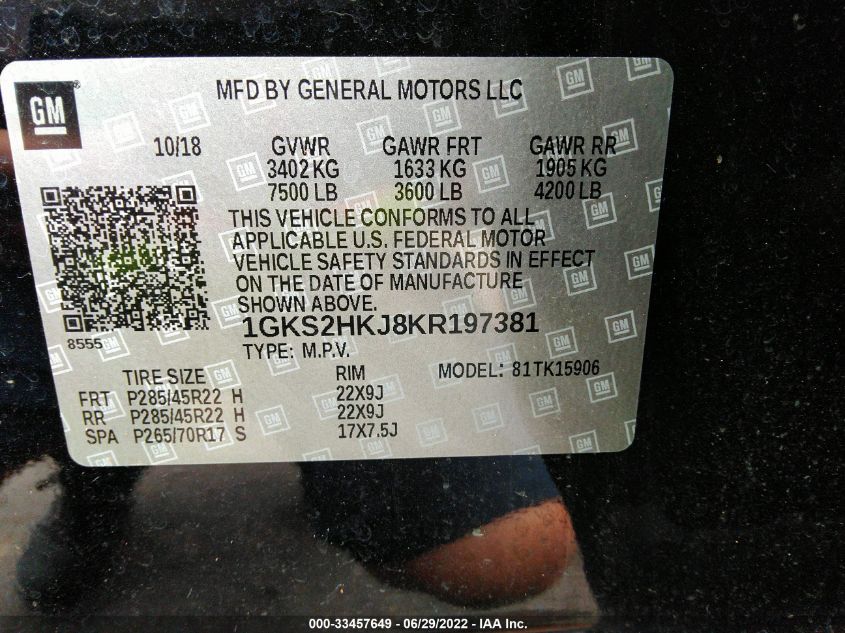 GM
MFD BY GENERAL MOTORS LLC
10/18 GVWR GAWR FRT GAWR RR
3402 KG 1633 KG 1905 KG
7500 LB 3600 LB 4200 LB
THIS VEHICLE CONFORMS TO ALL
APPLICABLE U.S. FEDERAL MOTOR
VEHICLE SAFETY STANDARDS IN EFFECT
ON THE DATE OF MANUFACTURE
SHOWN ABOVE.
8555
1GKS2HKJ8KR197381
TYPE: M.P.V.
TIRE SIZE RIM MODEL: 81TK15906
FRT P285/45R22 H 22X9J
RR P285/45R22 H 22X9J
SPA P265/70R17 S 17X7.5J
000-33457649 - 06/29/2022 - IAA Inc.